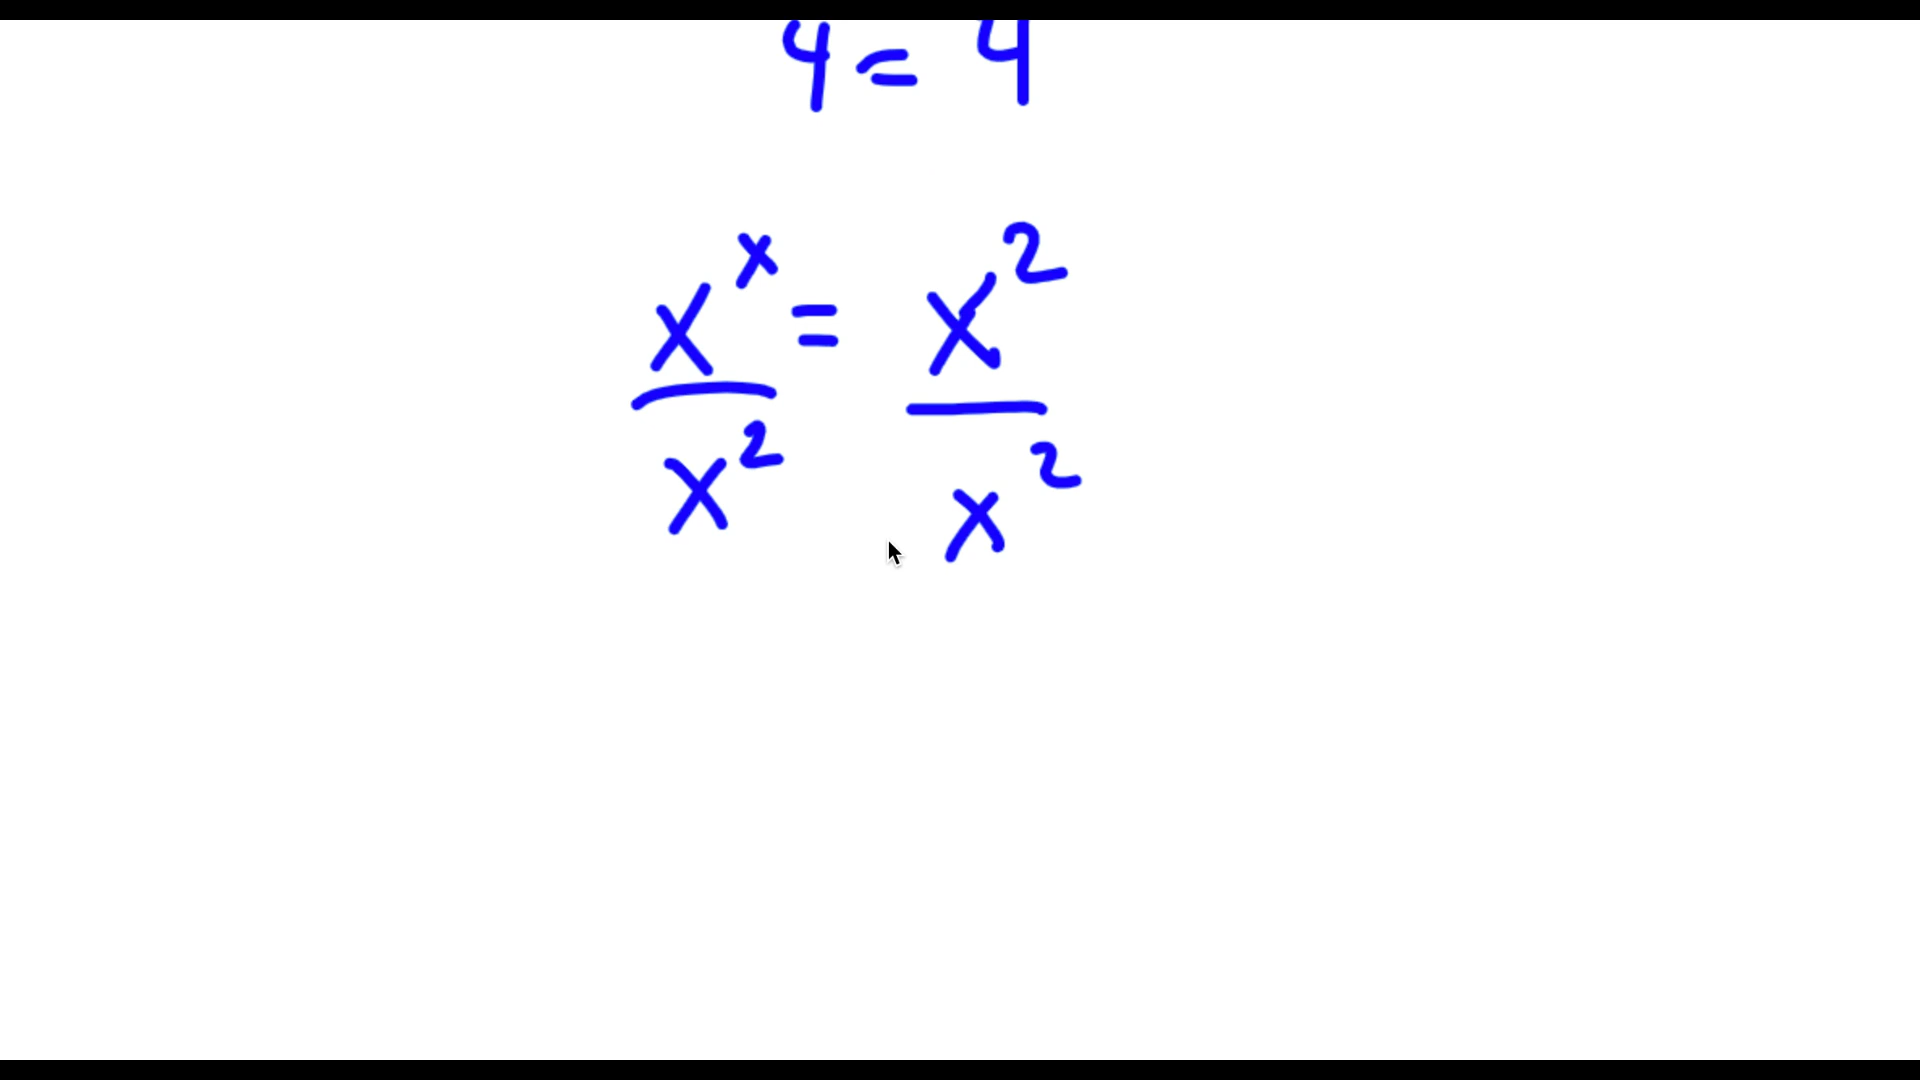 4 = 4
x^x = x^2
x^2 x^2